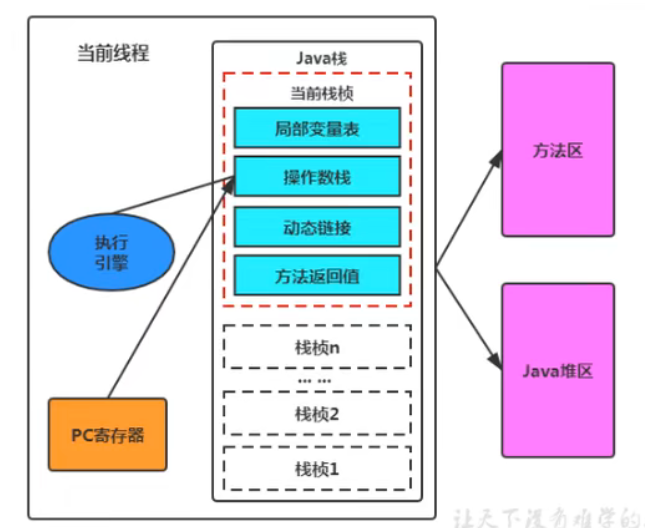 当前线程
Java栈
当前栈桢
局部变量表
操作数栈
动态链接
方法返回值
执行
引擎
PC寄存器
栈桢n
... ...
栈桢2
栈桢1
方法区
Java堆区
让天下没有难学的